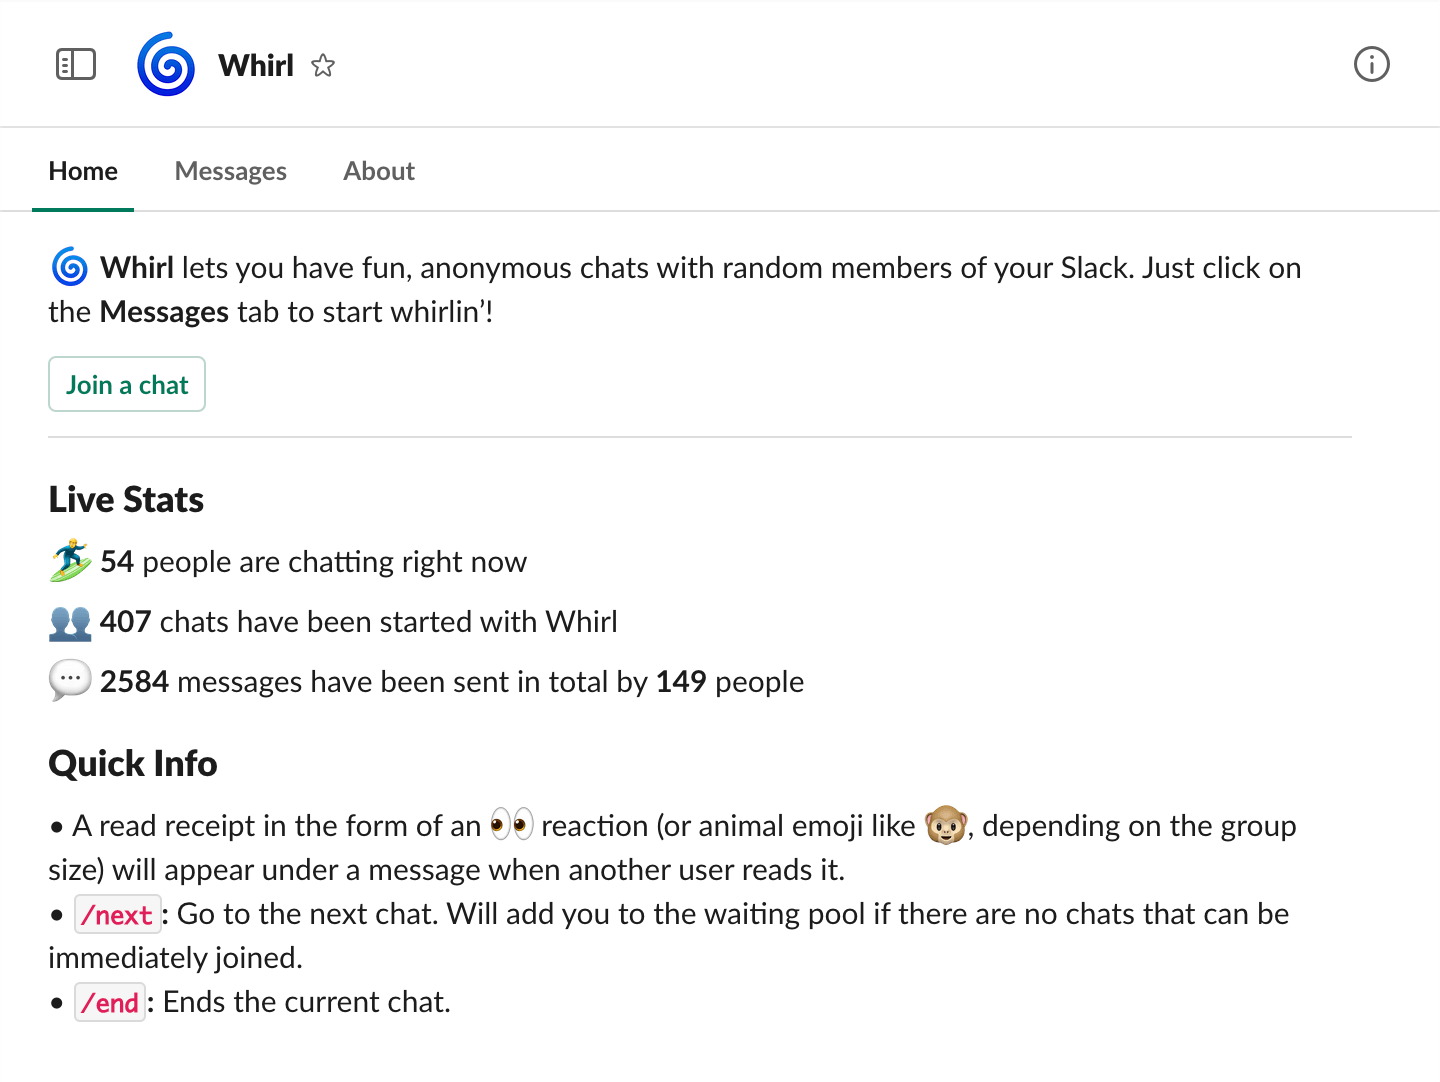 Whirl
Home Messages About
🌀 Whirl lets you have fun, anonymous chats with random members of your Slack. Just click on
the Messages tab to start whirlin’!
Join a chat
Live Stats
🏄‍♂️ 54 people are chatting right now
👥 407 chats have been started with Whirl
💬 2584 messages have been sent in total by 149 people
Quick Info
• A read receipt in the form of an 👀 reaction (or animal emoji like 🐵, depending on the group
size) will appear under a message when another user reads it.
• /next: Go to the next chat. Will add you to the waiting pool if there are no chats that can be
immediately joined.
• /end: Ends the current chat.